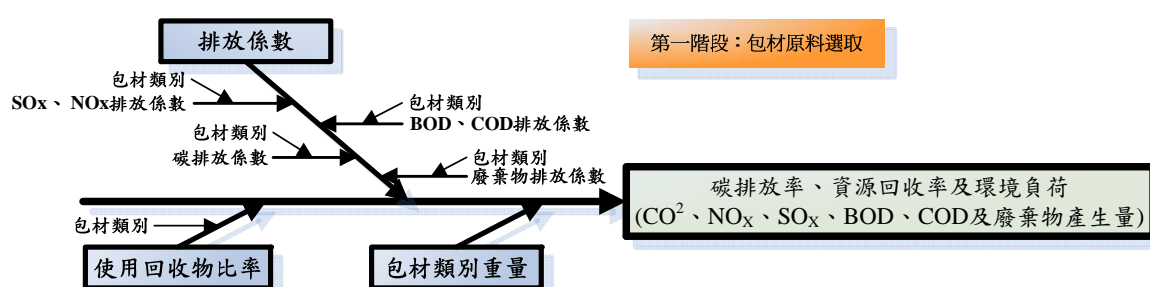 排放係數
第一階段：包材原料選取
包材類別
SOx、NOx排放係數
包材類別
BOD、COD排放係數
包材類別
碳排放係數
包材類別
廢棄物排放係數
碳排放率、資源回收率及環境負荷
(CO²、NOₓ、SOₓ、BOD、COD及廢棄物產生量)
包材類別
使用回收物比率
包材類別重量